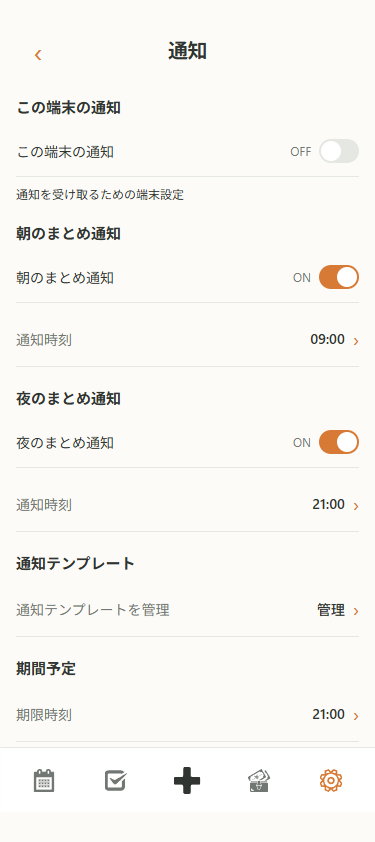 通知
この端末の通知
この端末の通知 OFF
通知を受け取るための端末設定
朝のまとめ通知
朝のまとめ通知 ON
通知時刻 09:00
夜のまとめ通知
夜のまとめ通知 ON
通知時刻 21:00
通知テンプレート
通知テンプレートを管理 管理
期間予定
期限時刻 21:00